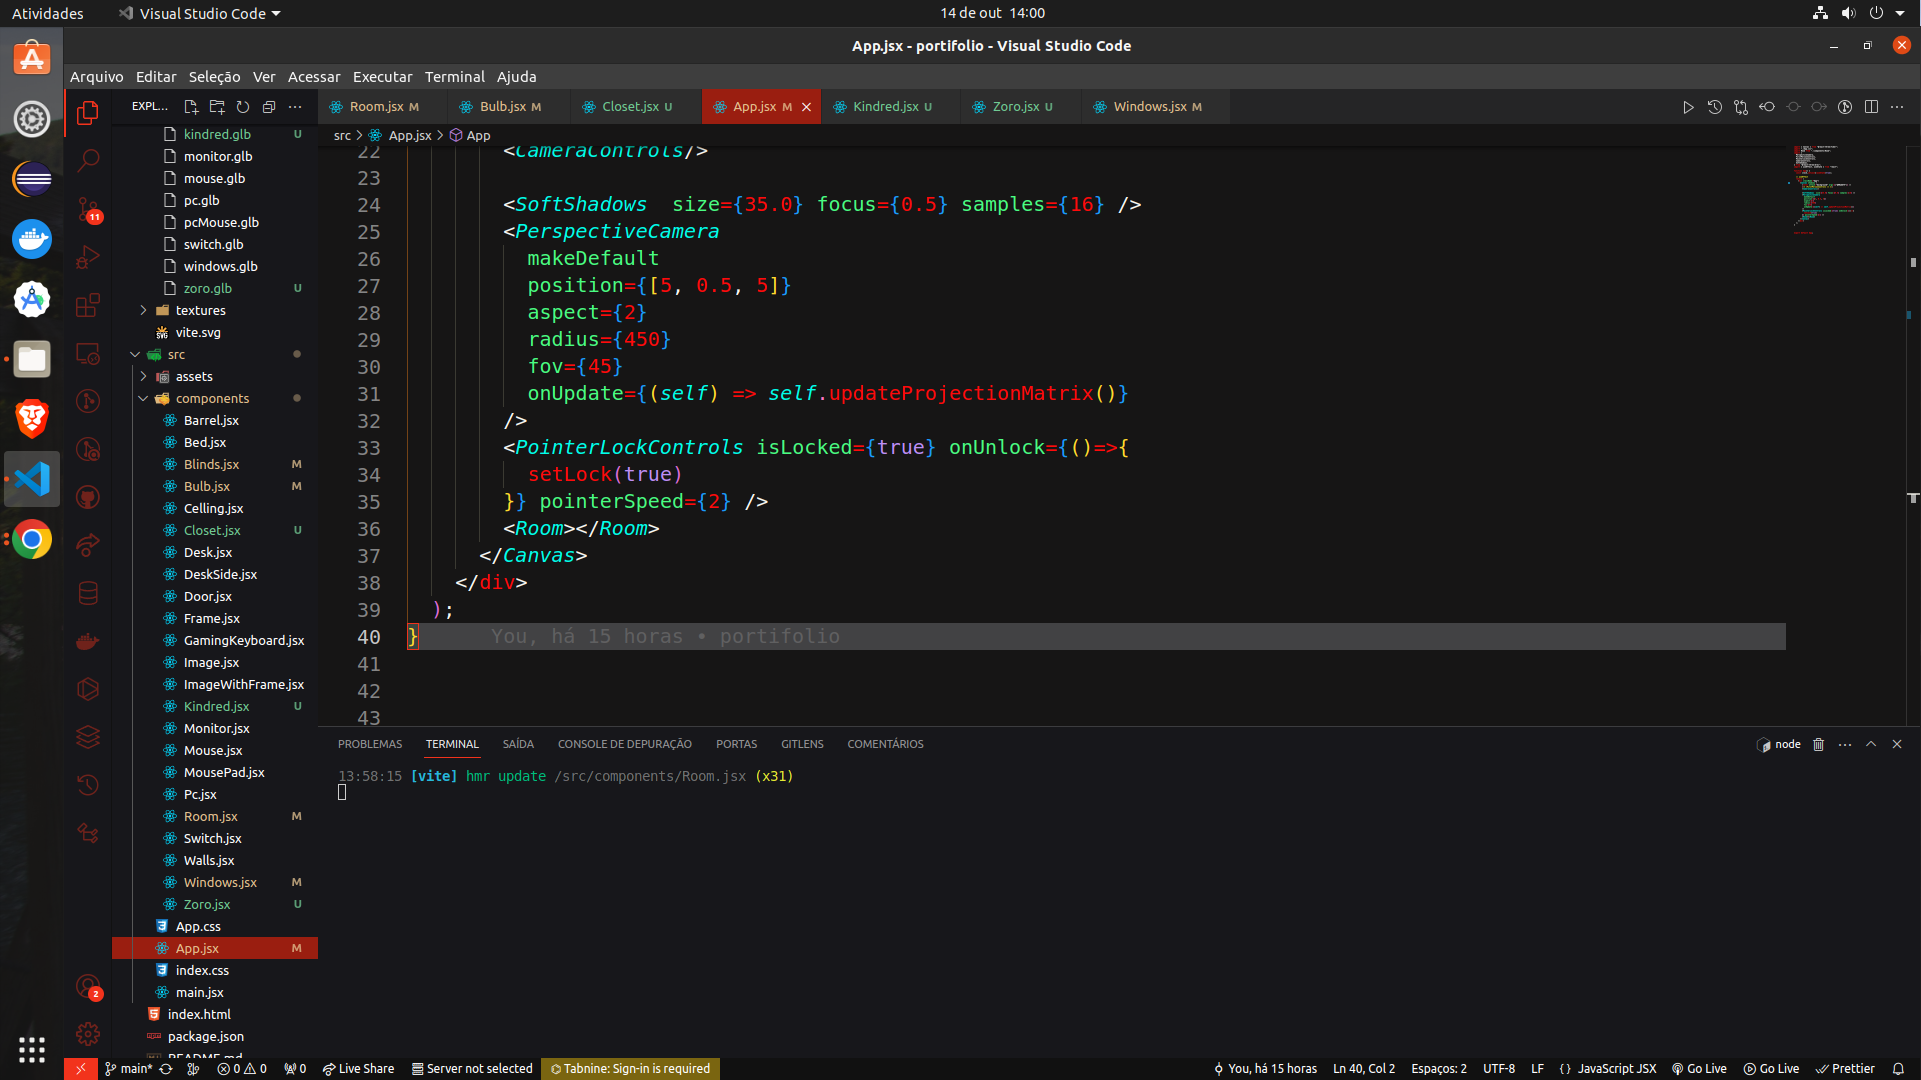 Atividades
Visual Studio Code
14 de out 14:00
App.jsx - portifolio - Visual Studio Code
Arquivo Editar Seleção Ver Acessar Executar Terminal Ajuda
EXPL...
Room.jsx M
Bulb.jsx M
Closet.jsx U
App.jsx M
Kindred.jsx U
Zoro.jsx U
Windows.jsx M
src > App.jsx > App
kindred.glb U
monitor.glb
mouse.glb
pc.glb
pcMouse.glb
switch.glb
windows.glb
zoro.glb U
textures
vite.svg
src
assets
components
Barrel.jsx
Bed.jsx
Blinds.jsx M
Bulb.jsx M
Celling.jsx
Closet.jsx U
Desk.jsx
DeskSide.jsx
Door.jsx
Frame.jsx
GamingKeyboard.jsx
Image.jsx
ImageWithFrame.jsx
Kindred.jsx U
Monitor.jsx
Mouse.jsx
MousePad.jsx
Pc.jsx
Room.jsx M
Switch.jsx
Walls.jsx
Windows.jsx M
Zoro.jsx U
App.css
App.jsx M
index.css
main.jsx
index.html
package.json
README.md
11
2
22 <CameraControls/>
23
24 <SoftShadows  size={35.0} focus={0.5} samples={16} />
25 <PerspectiveCamera
26 makeDefault
27 position={[5, 0.5, 5]}
28 aspect={2}
29 radius={450}
30 fov={45}
31 onUpdate={(self) => self.updateProjectionMatrix()}
32 />
33 <PointerLockControls isLocked={true} onUnlock={()=>{
34 setLock(true)
35 }} pointerSpeed={2} />
36 <Room></Room>
37 </Canvas>
38 </div>
39 );
40 } You, há 15 horas • portifolio
41
42
43
PROBLEMAS TERMINAL SAÍDA CONSOLE DE DEPURAÇÃO PORTAS GITLENS COMENTÁRIOS
node
13:58:15 [vite] hmr update /src/components/Room.jsx (x31)
main* 0 0 0 Live Share Server not selected Tabnine: Sign-in is required
You, há 15 horas Ln 40, Col 2 Espaços: 2 UTF-8 LF {} JavaScript JSX Go Live Go Live Prettier